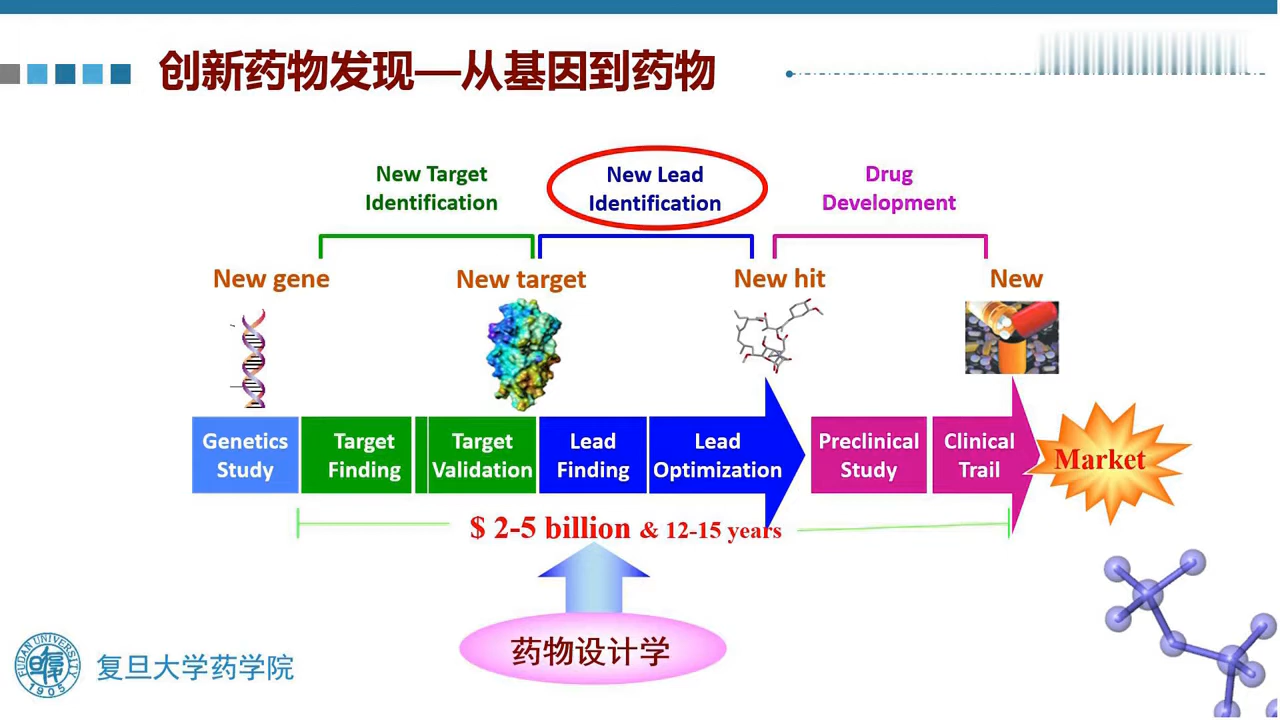 创新药物发现—从基因到药物
New Target
Identification
New Lead
Identification
Drug
Development
New gene
New target
New hit
New
Genetics
Study
Target
Finding
Target
Validation
Lead
Finding
Lead
Optimization
Preclinical
Study
Clinical
Trail
Market
$ 2-5 billion & 12-15 years
药物设计学
FUDAN UNIVERSITY
1905
复旦大学药学院